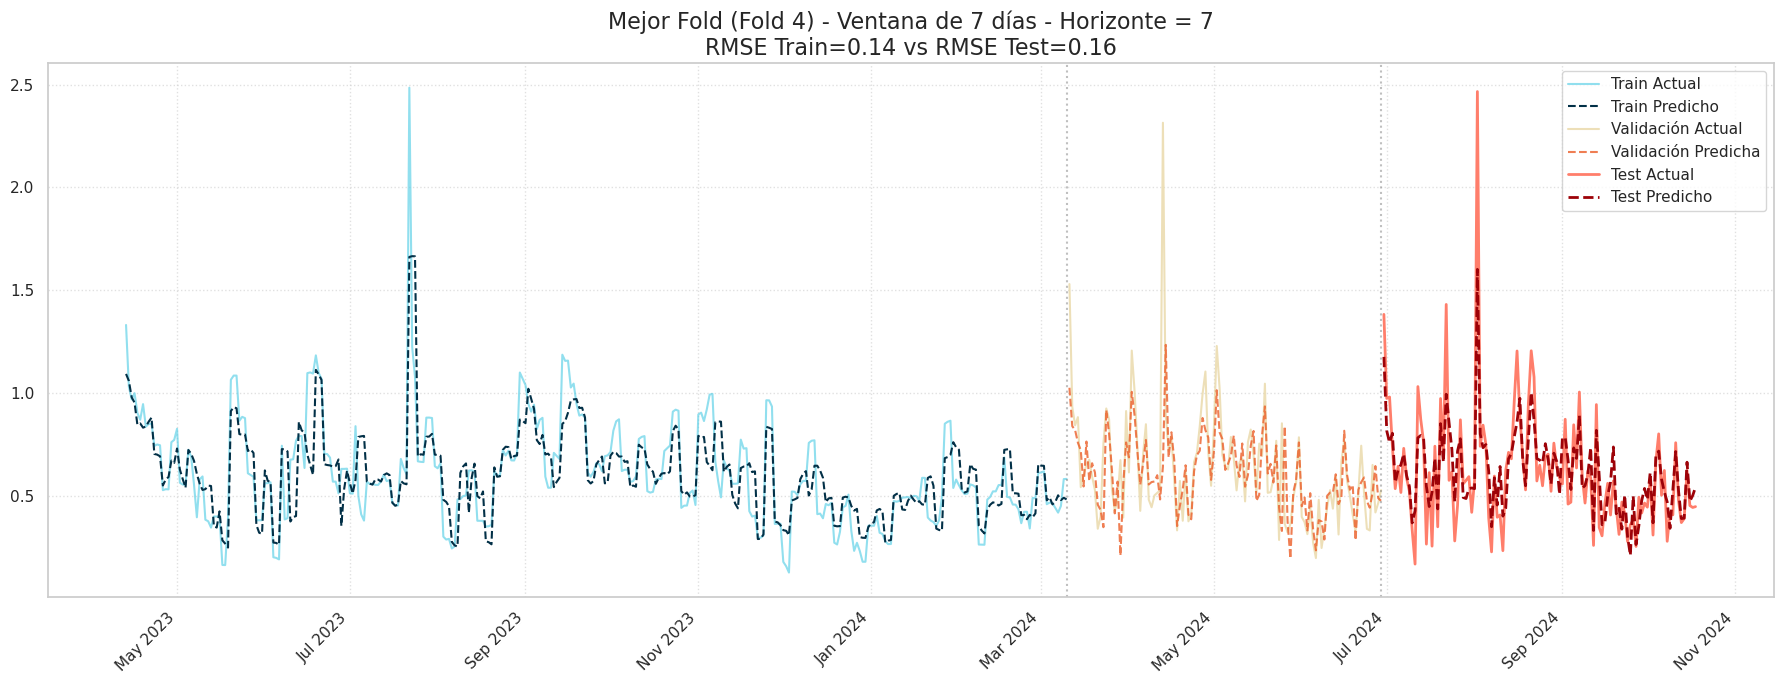 Mejor Fold (Fold 4) - Ventana de 7 días - Horizonte = 7
RMSE Train=0.14 vs RMSE Test=0.16
2.5
2.0
1.5
1.0
0.5
Train Actual
Train Predicho
Validación Actual
Validación Predicha
Test Actual
Test Predicho
May 2023
Jul 2023
Sep 2023
Nov 2023
Jan 2024
Mar 2024
May 2024
Jul 2024
Sep 2024
Nov 2024